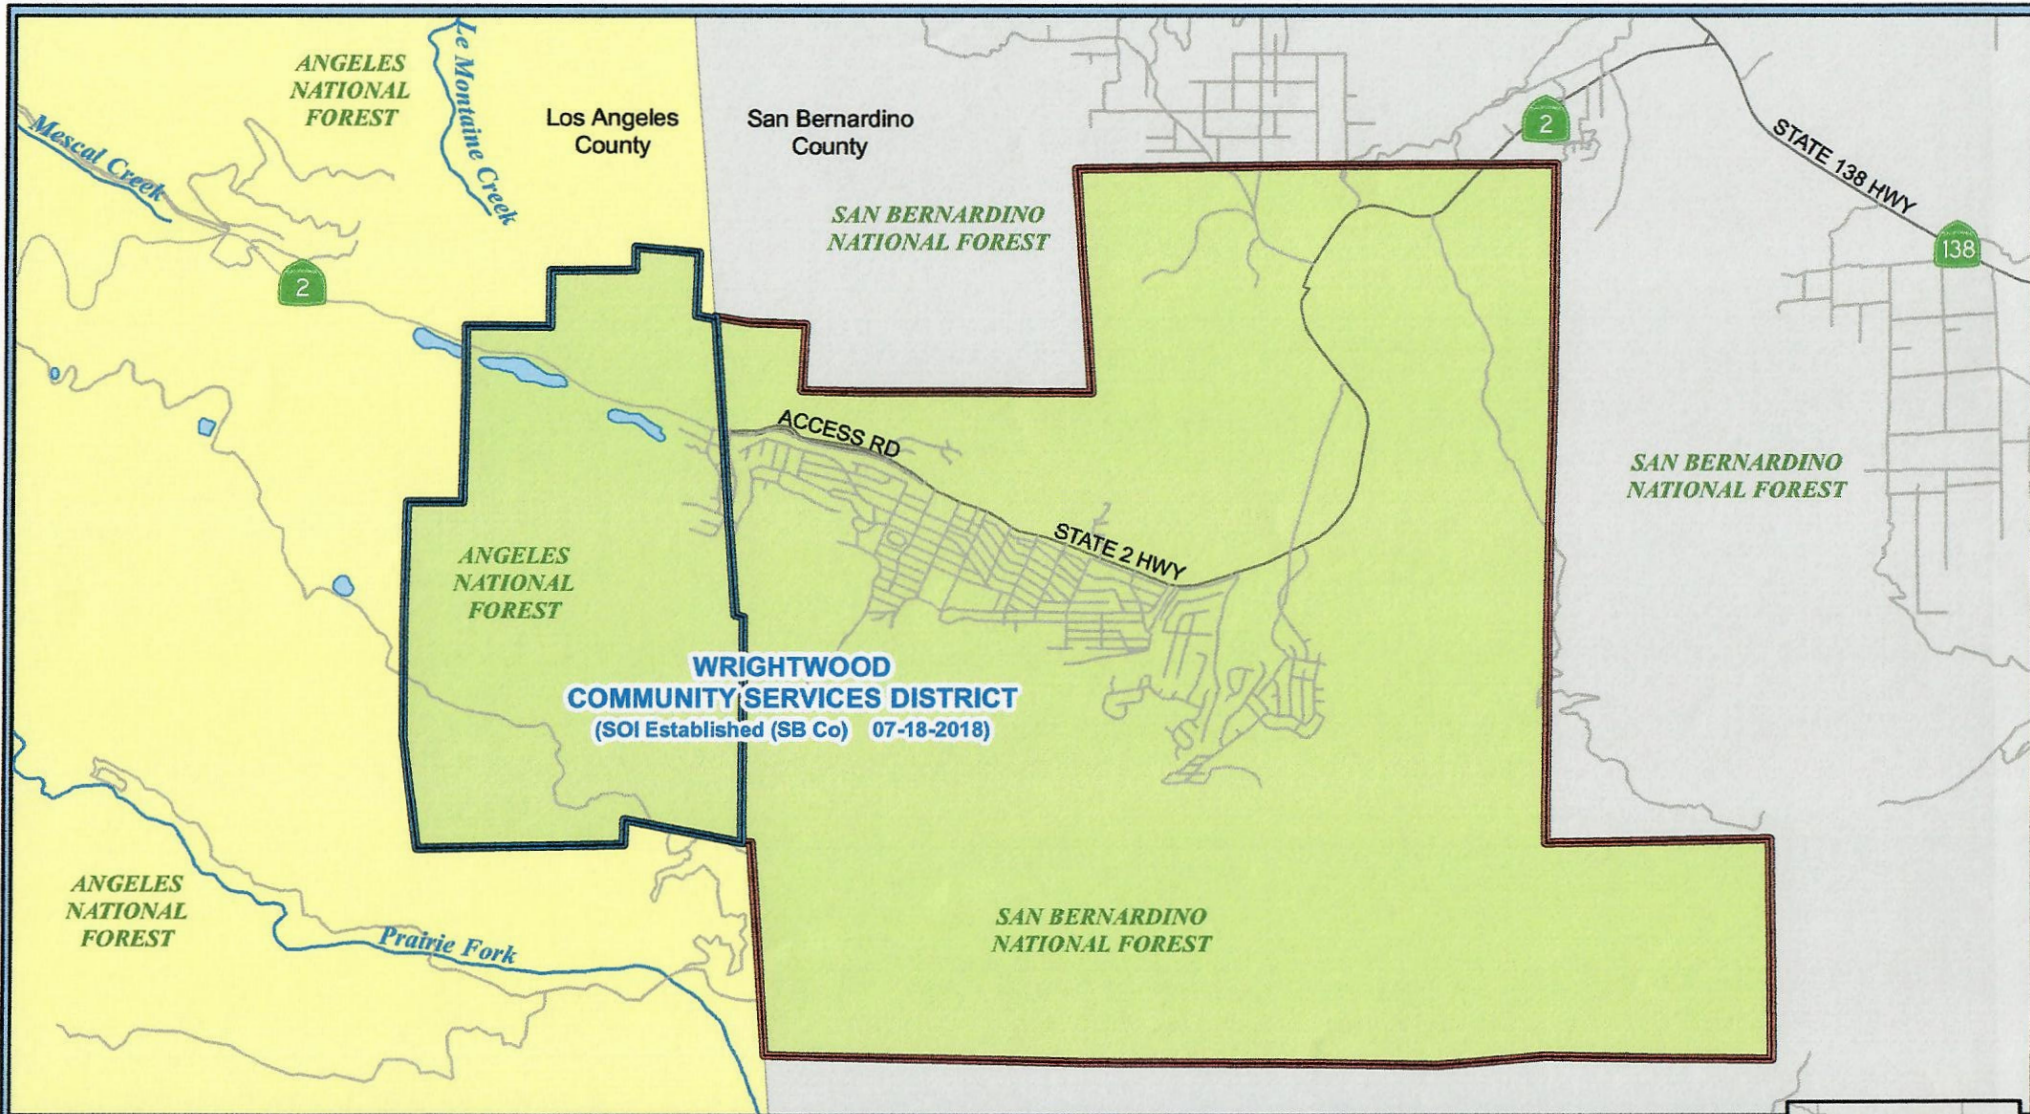 ANGELES
NATIONAL
FOREST
Le Montaine Creek
Los Angeles
County
San Bernardino
County
2
STATE 138 HWY
Mescal Creek
SAN BERNARDINO
NATIONAL FOREST
138
2
ACCESS RD
SAN BERNARDINO
NATIONAL FOREST
STATE 2 HWY
ANGELES
NATIONAL
FOREST
WRIGHTWOOD
COMMUNITY SERVICES DISTRICT
(SOI Established (SB Co) 07-18-2018)
ANGELES
NATIONAL
FOREST
Prairie Fork
SAN BERNARDINO
NATIONAL FOREST